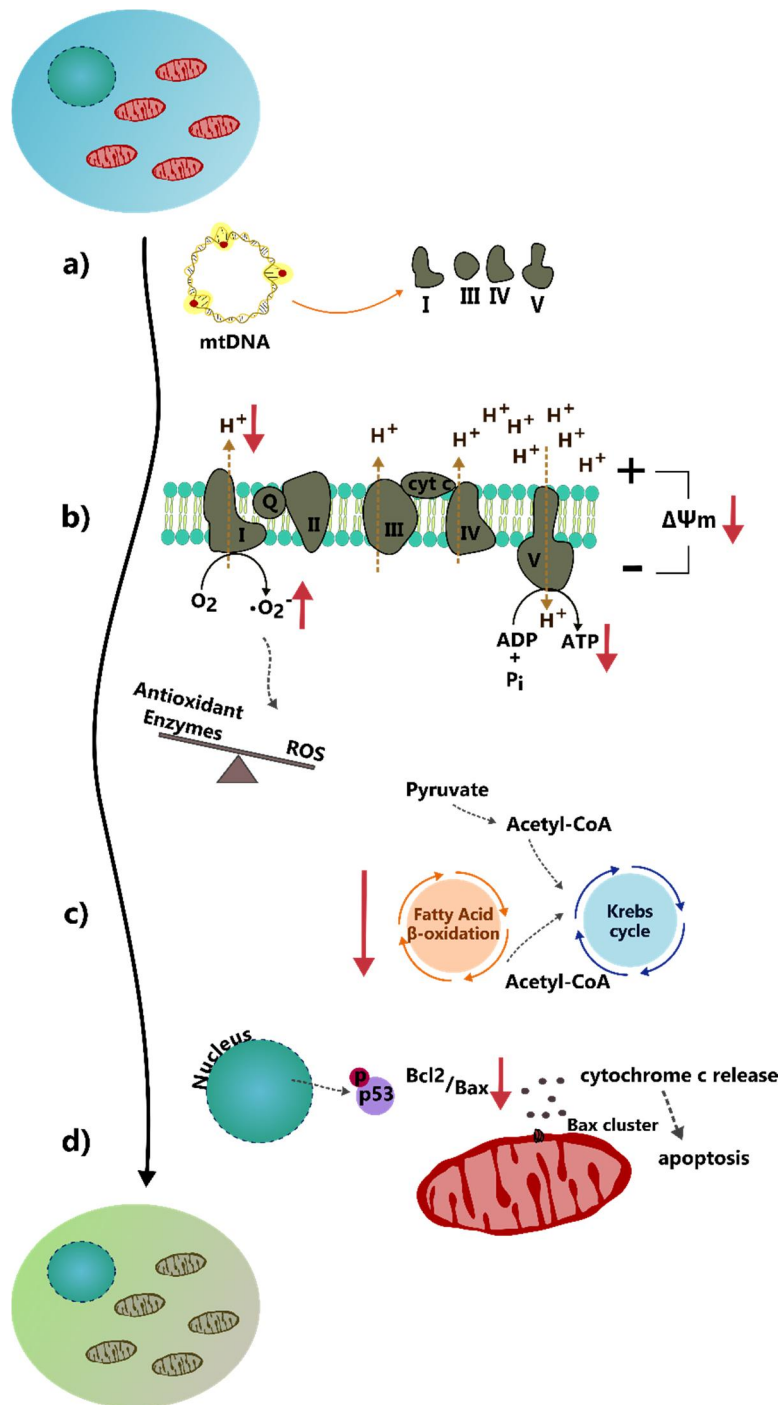 a)
mtDNA
I
III
IV
V
b)
H+
H+
H+
H+
H+
H+
H+
H+
H+
+
-
ΔΨm
Q
I
II
III
cyt c
IV
V
O2
·O2-
H+
ADP
+
Pi
ATP
Antioxidant
Enzymes
ROS
c)
Pyruvate
Acetyl-CoA
Fatty Acid
β-oxidation
Krebs
cycle
Acetyl-CoA
d)
Nucleus
p
p53
Bcl2/Bax
cytochrome c release
Bax cluster
apoptosis